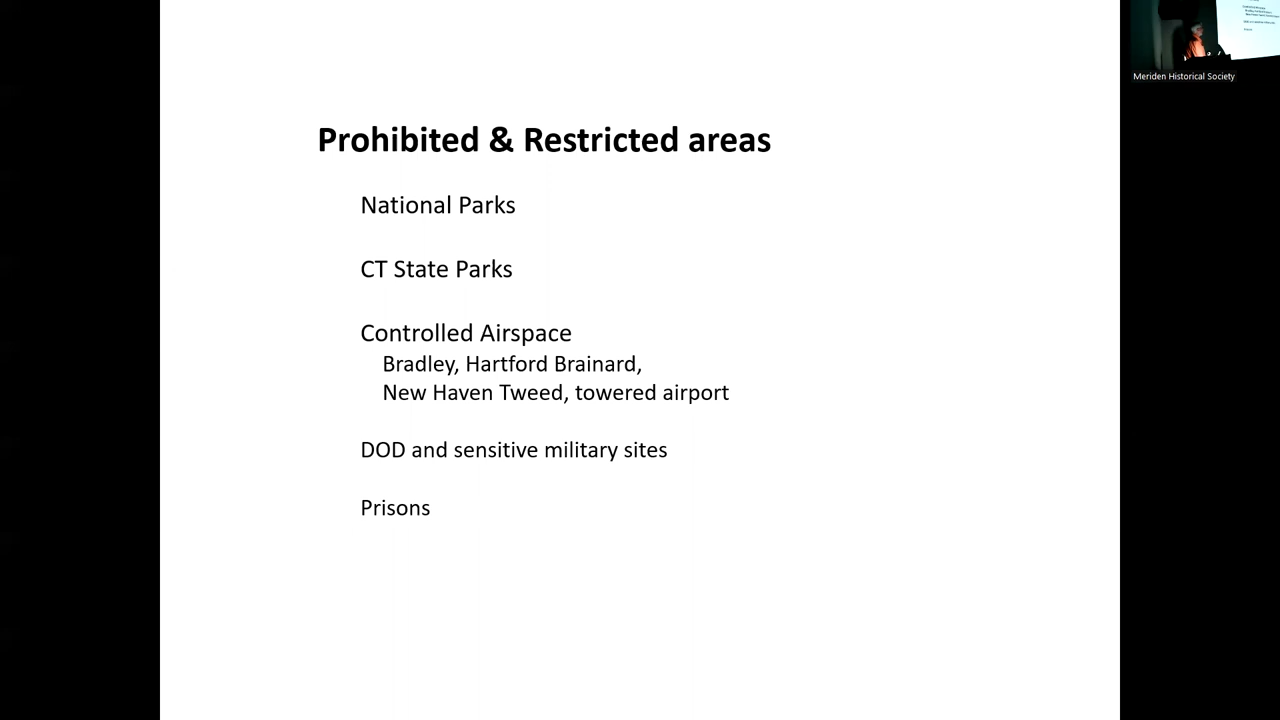 Prohibited & Restricted areas
National Parks
CT State Parks
Controlled Airspace
Bradley, Hartford Brainard,
New Haven Tweed, towered airport
DOD and sensitive military sites
Prisons
Meriden Historical Society